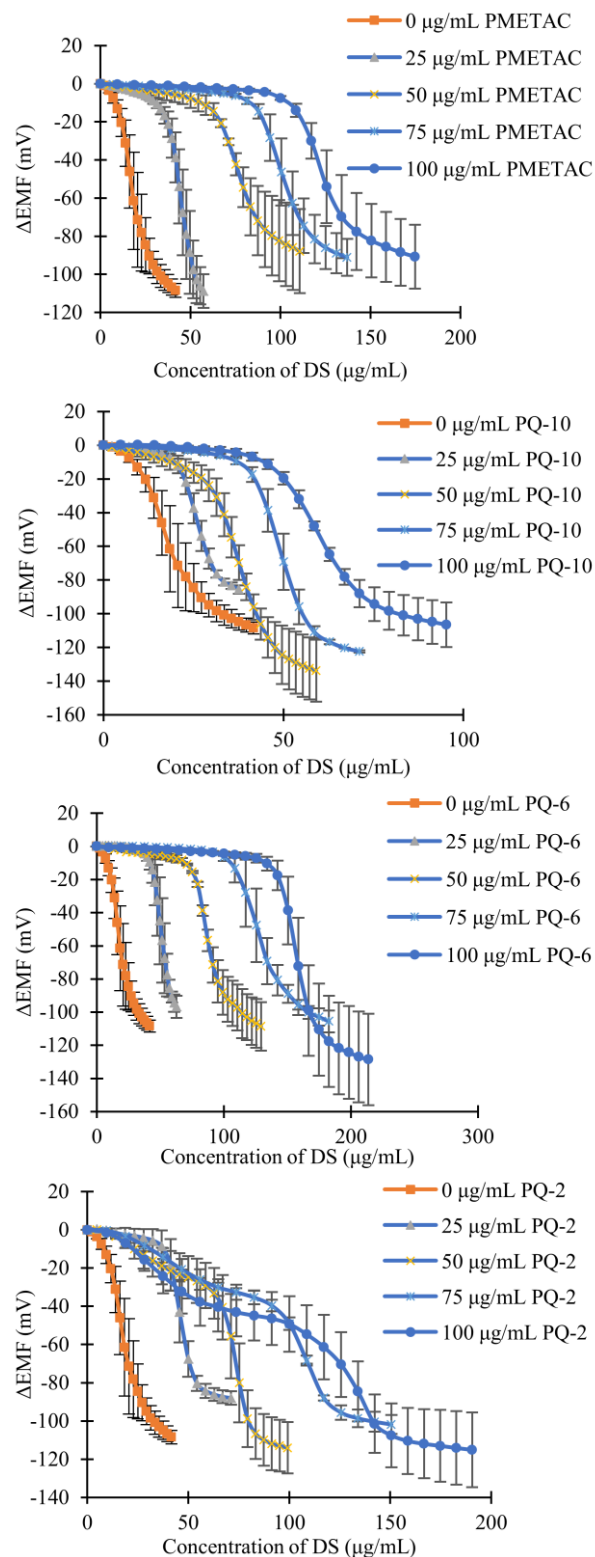 0 μg/mL PMETAC
25 μg/mL PMETAC
50 μg/mL PMETAC
75 μg/mL PMETAC
100 μg/mL PMETAC
20
0
-20
-40
-60
-80
-100
-120
ΔEMF (mV)
0 50 100 150 200
Concentration of DS (μg/mL)
0 μg/mL PQ-10
25 μg/mL PQ-10
50 μg/mL PQ-10
75 μg/mL PQ-10
100 μg/mL PQ-10
20
0
-20
-40
-60
-80
-100
-120
-140
-160
ΔEMF (mV)
0 50 100
Concentration of DS (μg/mL)
0 μg/mL PQ-6
25 μg/mL PQ-6
50 μg/mL PQ-6
75 μg/mL PQ-6
100 μg/mL PQ-6
20
0
-20
-40
-60
-80
-100
-120
-140
-160
ΔEMF (mV)
0 100 200 300
Concentration of DS (μg/mL)
0 μg/mL PQ-2
25 μg/mL PQ-2
50 μg/mL PQ-2
75 μg/mL PQ-2
100 μg/mL PQ-2
20
0
-20
-40
-60
-80
-100
-120
-140
ΔEMF (mV)
0 50 100 150 200
Concentration of DS (μg/mL)